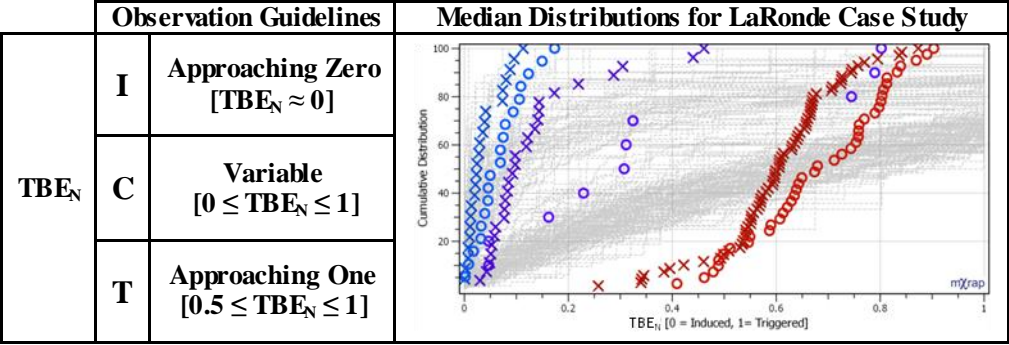 Observation Guidelines
Median Distributions for LaRonde Case Study
TBE_N
I
Approaching Zero
[TBE_N ≈ 0]
C
Variable
[0 ≤ TBE_N ≤ 1]
T
Approaching One
[0.5 ≤ TBE_N ≤ 1]
Cumulative Distribution
100
80
60
40
20
0
0.2
0.4
0.6
0.8
1
mXrap
TBE_N [0 = Induced, 1= Triggered]